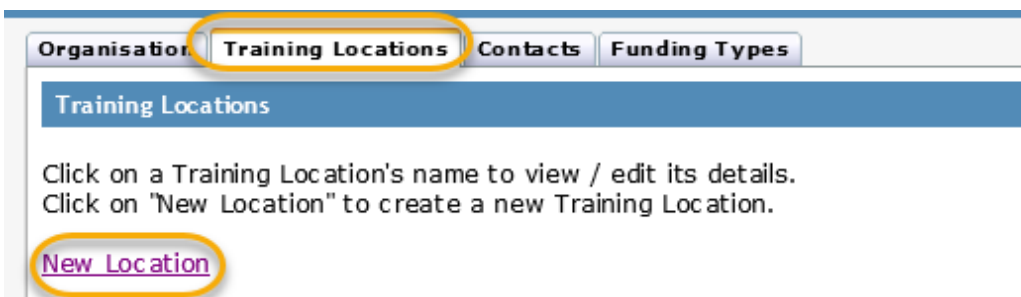 Organisation Training Locations Contacts Funding Types
Training Locations
Click on a Training Location's name to view / edit its details.
Click on "New Location" to create a new Training Location.
New Location